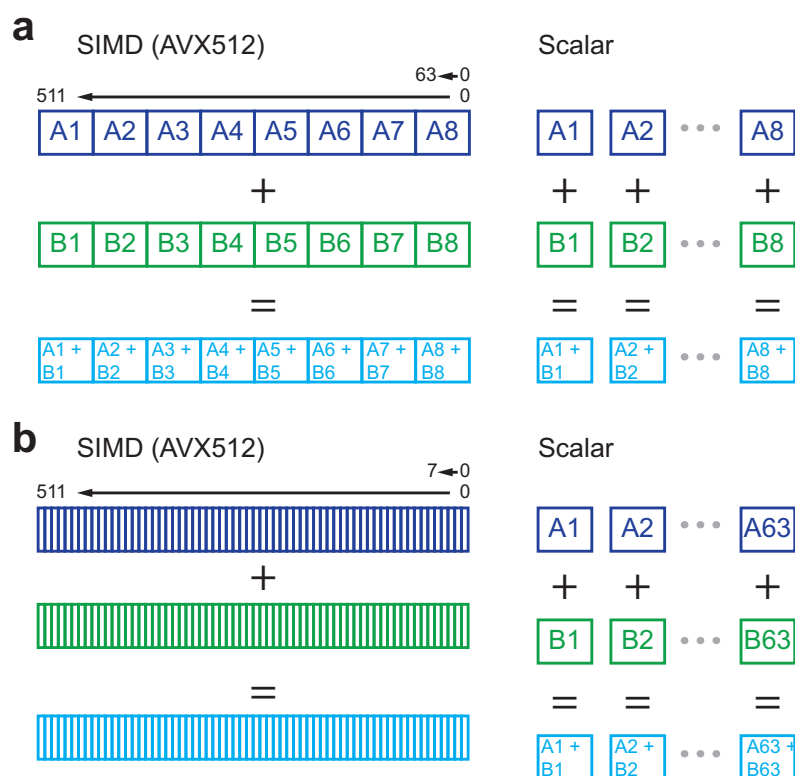 a
SIMD (AVX512)
Scalar
63 0
511 0
A1 A2 A3 A4 A5 A6 A7 A8
A1 A2 ••• A8
+
+ + +
B1 B2 B3 B4 B5 B6 B7 B8
B1 B2 ••• B8
=
= = =
A1 + A2 + A3 + A4 + A5 + A6 + A7 + A8 +
B1 B2 B3 B4 B5 B6 B7 B8
A1 + A2 + ••• A8 +
B1 B2 B8
b
SIMD (AVX512)
Scalar
7 0
511 0
A1 A2 ••• A63
+
+ + +
B1 B2 ••• B63
=
= = =
A1 + A2 + ••• A63 +
B1 B2 B63